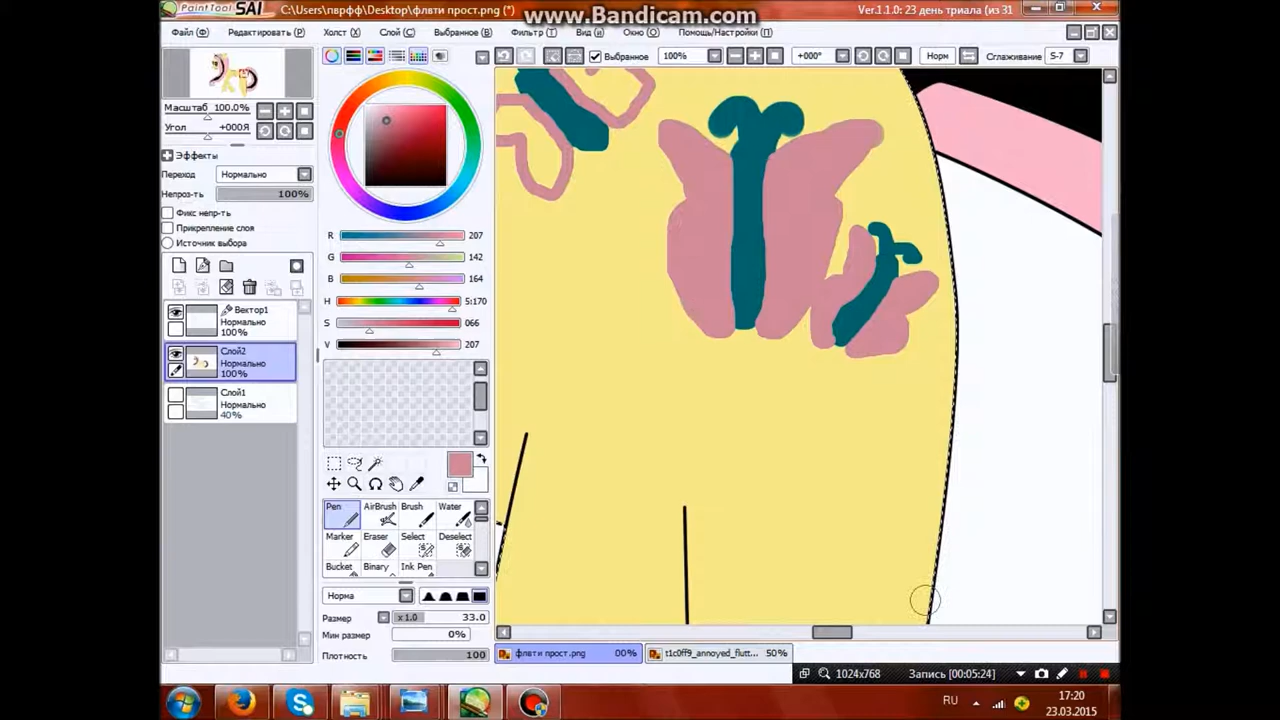 PaintTool SAI C:\Users\пврфф\Desktop\флвти прост.png (*) www.Bandicam.com Ver.1.1.0: 23 день триала (из 31
Файл (Ф) Редактировать (Р) Холст (X) Слой (C) Выбранное (B) Фильтр (T) Вид (и) Окно (О) Помощь/Настройки (П)
Выбранное 100% +000° Норм Сглаживание S-7
Масштаб 100.0%
Угол +000Я
Эффекты
Переход Нормально
Непроз-ть 100%
Фикс непр-ть
Прикрепление слоя
Источник выбора
Вектор1
Нормально
100%
Слой2
Нормально
100%
Слой1
Нормально
40%
R 207
G 142
B 164
H 5:170
S 066
V 207
Pen AirBrush Brush Water
Marker Eraser Select Deselect
Bucket Binary Ink Pen
Норма
Размер x 1.0 33.0
Мин размер 0%
Плотность 100
флвти прост.png 00% t1c0ff9_annoyed_flutt... 50%
1024x768 Запись [00:05:24]
RU 17:20
23.03.2015